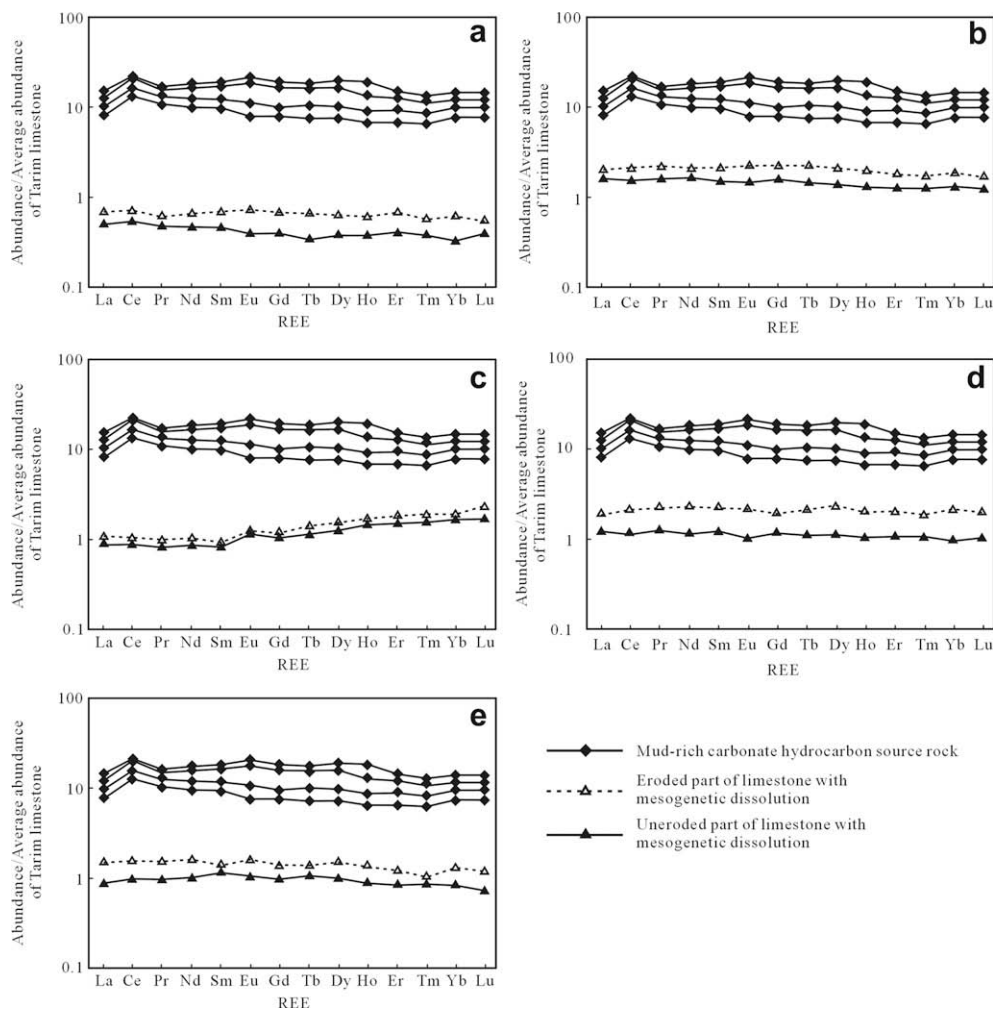 a
100
10
1
0.1
Abundance/Average abundance
of Tarim limestone
La Ce Pr Nd Sm Eu Gd Tb Dy Ho Er Tm Yb Lu
REE
b
100
10
1
0.1
Abundance/Average abundance
of Tarim limestone
La Ce Pr Nd Sm Eu Gd Tb Dy Ho Er Tm Yb Lu
REE
c
100
10
1
0.1
Abundance/Average abundance
of Tarim limestone
La Ce Pr Nd Sm Eu Gd Tb Dy Ho Er Tm Yb Lu
REE
d
100
10
1
0.1
Abundance/Average abundance
of Tarim limestone
La Ce Pr Nd Sm Eu Gd Tb Dy Ho Er Tm Yb Lu
REE
e
100
10
1
0.1
Abundance/Average abundance
of Tarim limestone
La Ce Pr Nd Sm Eu Gd Tb Dy Ho Er Tm Yb Lu
REE
Mud-rich carbonate hydrocarbon source rock
Eroded part of limestone with
mesogenetic dissolution
Uneroded part of limestone with
mesogenetic dissolution